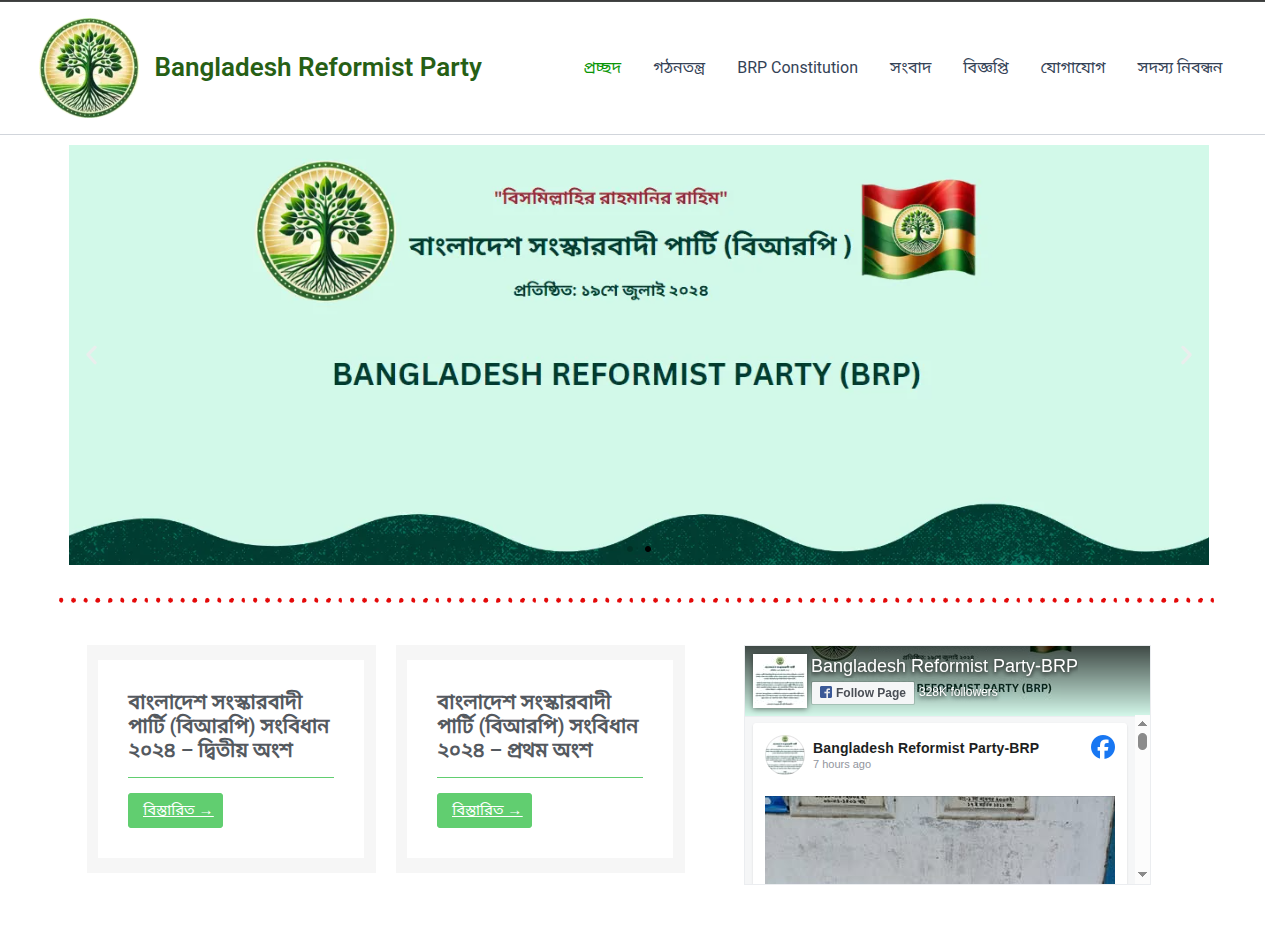 Bangladesh Reformist Party
প্রচ্ছদ গঠনতন্ত্র BRP Constitution সংবাদ বিজ্ঞপ্তি যোগাযোগ সদস্য নিবন্ধন
"বিসমিল্লাহির রাহমানির রাহিম"
বাংলাদেশ সংস্কারবাদী পার্টি (বিআরপি )
প্রতিষ্ঠিত: ১৯শে জুলাই ২০২৪
BANGLADESH REFORMIST PARTY (BRP)
বাংলাদেশ সংস্কারবাদী
পার্টি (বিআরপি) সংবিধান
২০২৪ – দ্বিতীয় অংশ
বিস্তারিত →
বাংলাদেশ সংস্কারবাদী
পার্টি (বিআরপি) সংবিধান
২০২৪ – প্রথম অংশ
বিস্তারিত →
Bangladesh Reformist Party-BRP
Follow Page 328K followers
Bangladesh Reformist Party-BRP
7 hours ago